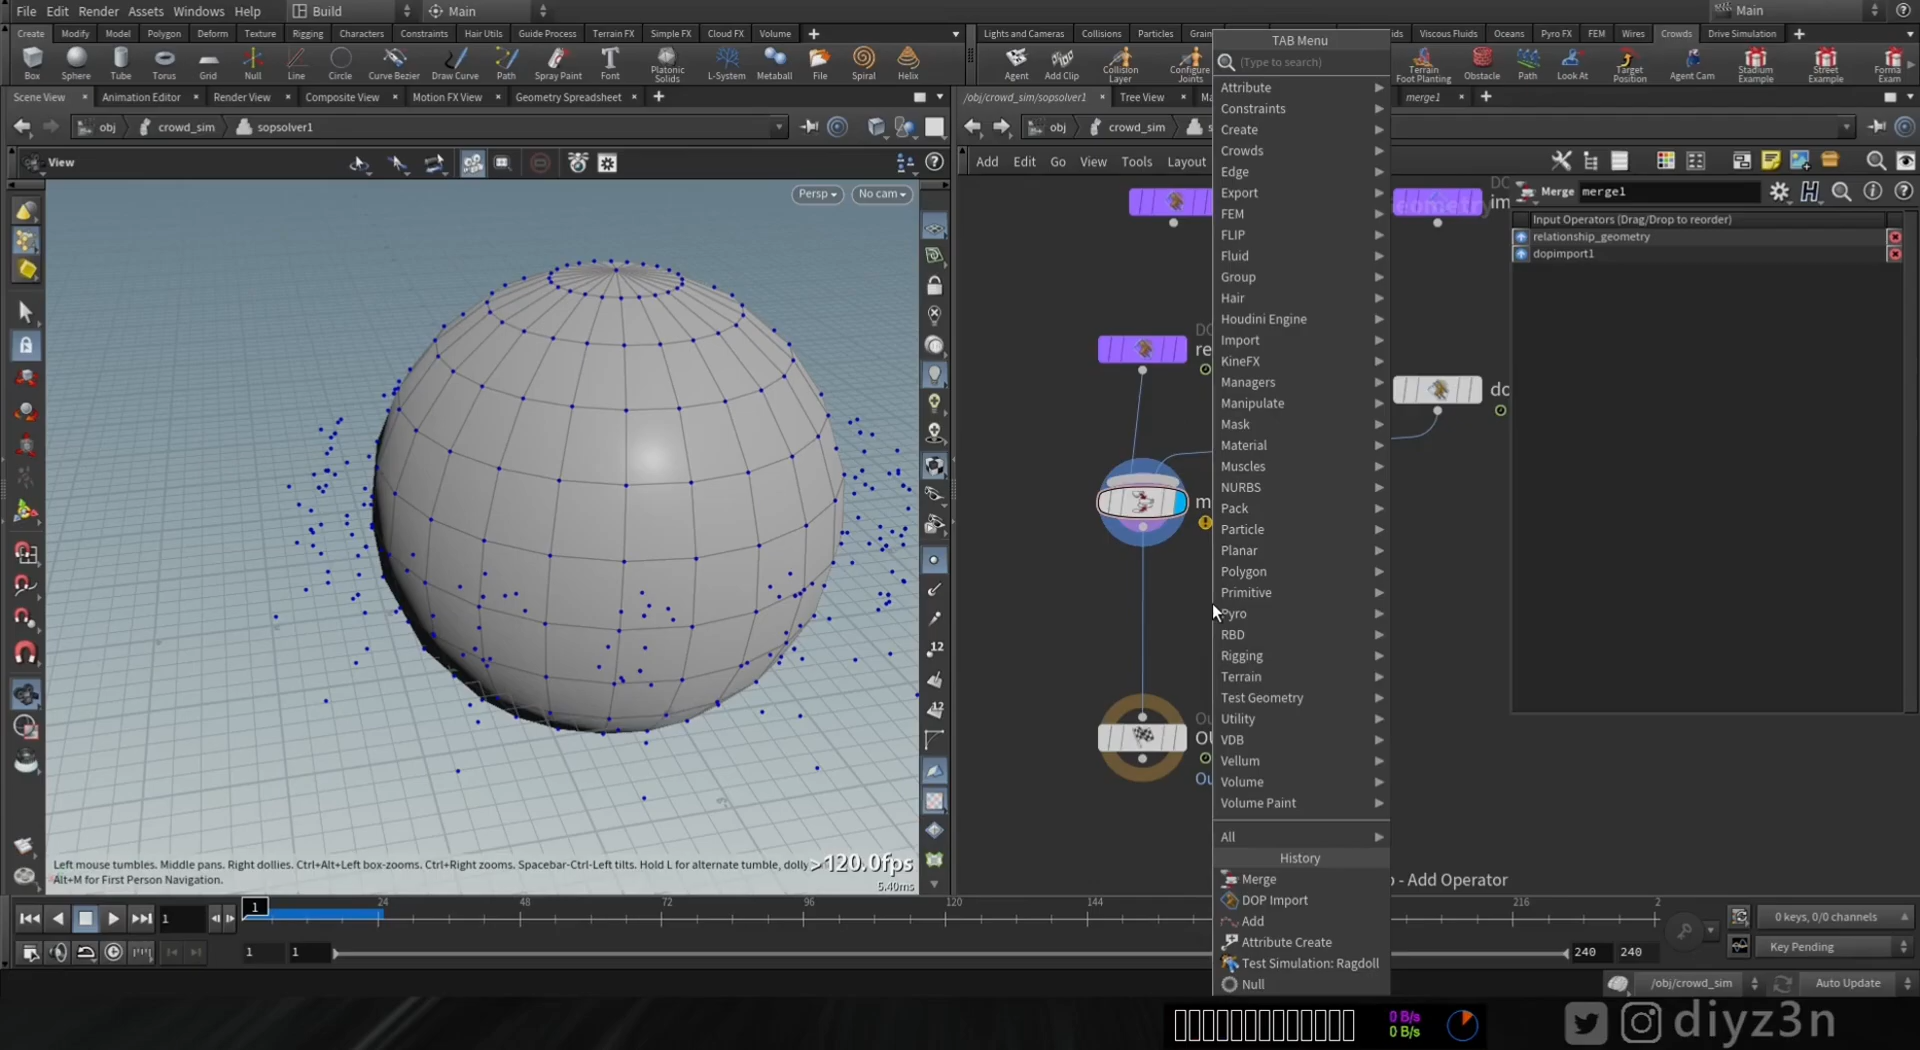 File Edit Render Assets Windows Help Build Main Main
Create Modify Model Polygon Deform Texture Rigging Characters Constraints Hair Utils Guide Process Terrain FX Simple FX Cloud FX Volume
Lights and Cameras Collisions Particles Viscous Fluids Oceans Pyro FX FEM Wires Crowds Drive Simulation
Box Sphere Tube Torus Grid Null Line Circle Curve Bezier Draw Curve Path Spray Paint Font Platonic Solids L-System Metaball File Spiral Helix
Agent Add Clip Collision Layer Configure Joints Terrain Foot Planting Obstacle Path Look At Target Position Agent Cam Stadium Example Street Example Forma Exam
Scene View Animation Editor Render View Composite View Motion FX View Geometry Spreadsheet
/obj/crowd_sim/sopsolver1 Tree View merge1
obj crowd_sim sopsolver1
obj crowd_sim
View
Add Edit Go View Tools Layout
Persp No cam
Merge merge1
Input Operators (Drag/Drop to reorder)
relationship_geometry
dopimport1
TAB Menu
(Type to search)
Attribute
Constraints
Create
Crowds
Edge
Export
FEM
FLIP
Fluid
Group
Hair
Houdini Engine
Import
KineFX
Managers
Manipulate
Mask
Material
Muscles
NURBS
Pack
Particle
Planar
Polygon
Primitive
Pyro
RBD
Rigging
Terrain
Test Geometry
Utility
VDB
Vellum
Volume
Volume Paint
All
History
Merge
DOP Import
Add
Attribute Create
Test Simulation: Ragdoll
Null
12
12
Left mouse tumbles. Middle pans. Right dollies. Ctrl+Alt+Left box-zooms. Ctrl+Right zooms. Spacebar-Ctrl-Left tilts. Hold L for alternate tumble, dolly
Alt+M for First Person Navigation.
>120.0fps
5.40ms
- Add Operator
1 1 24 48 72 96 120 144 216 2
0 keys, 0/0 channels
1 1 240 240
Key Pending
/obj/crowd_sim Auto Update
0 B/s
0 B/s
diyz3n